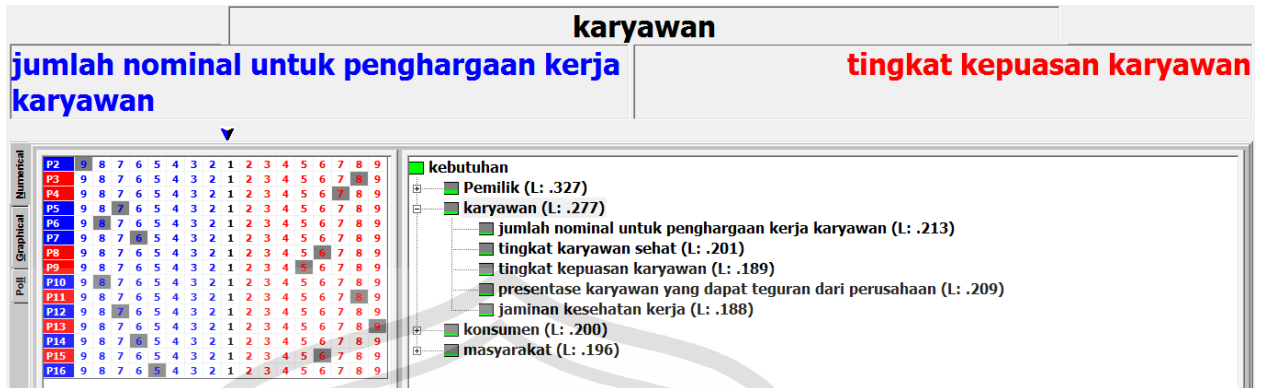 karyawan
jumlah nominal untuk penghargaan kerja
karyawan
tingkat kepuasan karyawan
Numerical
Graphical
Poll
P2 9 8 7 6 5 4 3 2 1 2 3 4 5 6 7 8 9
P3 9 8 7 6 5 4 3 2 1 2 3 4 5 6 7 8 9
P4 9 8 7 6 5 4 3 2 1 2 3 4 5 6 7 8 9
P5 9 8 7 6 5 4 3 2 1 2 3 4 5 6 7 8 9
P6 9 8 7 6 5 4 3 2 1 2 3 4 5 6 7 8 9
P7 9 8 7 6 5 4 3 2 1 2 3 4 5 6 7 8 9
P8 9 8 7 6 5 4 3 2 1 2 3 4 5 6 7 8 9
P9 9 8 7 6 5 4 3 2 1 2 3 4 5 6 7 8 9
P10 9 8 7 6 5 4 3 2 1 2 3 4 5 6 7 8 9
P11 9 8 7 6 5 4 3 2 1 2 3 4 5 6 7 8 9
P12 9 8 7 6 5 4 3 2 1 2 3 4 5 6 7 8 9
P13 9 8 7 6 5 4 3 2 1 2 3 4 5 6 7 8 9
P14 9 8 7 6 5 4 3 2 1 2 3 4 5 6 7 8 9
P15 9 8 7 6 5 4 3 2 1 2 3 4 5 6 7 8 9
P16 9 8 7 6 5 4 3 2 1 2 3 4 5 6 7 8 9
kebutuhan
Pemilik (L: .327)
karyawan (L: .277)
jumlah nominal untuk penghargaan kerja karyawan (L: .213)
tingkat karyawan sehat (L: .201)
tingkat kepuasan karyawan (L: .189)
presentase karyawan yang dapat teguran dari perusahaan (L: .209)
jaminan kesehatan kerja (L: .188)
konsumen (L: .200)
masyarakat (L: .196)